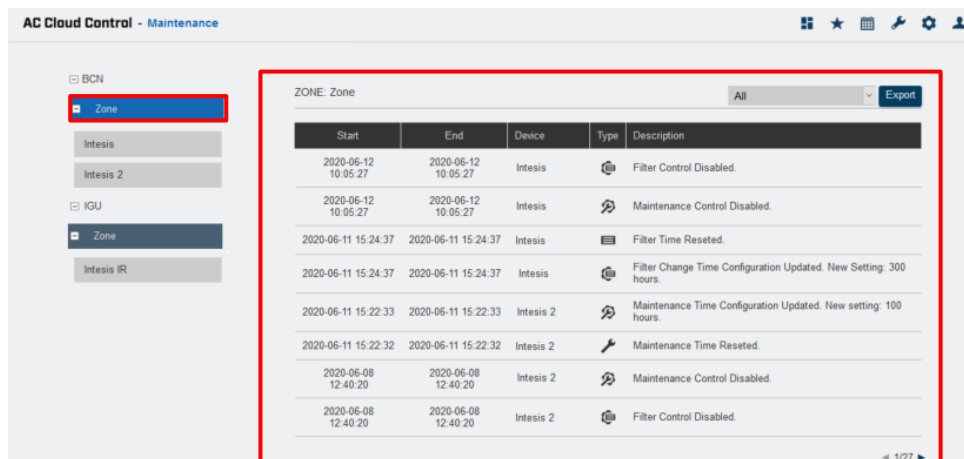 AC Cloud Control - Maintenance
BCN
Zone
Intesis
Intesis 2
IGU
Zone
Intesis IR
ZONE: Zone
All
Export
Start End Device Type Description
2020-06-12 10:05:27 2020-06-12 10:05:27 Intesis Filter Control Disabled.
2020-06-12 10:05:27 2020-06-12 10:05:27 Intesis Maintenance Control Disabled.
2020-06-11 15:24:37 2020-06-11 15:24:37 Intesis Filter Time Reseted.
2020-06-11 15:24:37 2020-06-11 15:24:37 Intesis Filter Change Time Configuration Updated. New Setting: 300
hours.
2020-06-11 15:22:33 2020-06-11 15:22:33 Intesis 2 Maintenance Time Configuration Updated. New setting: 100
hours.
2020-06-11 15:22:32 2020-06-11 15:22:32 Intesis 2 Maintenance Time Reseted.
2020-06-08 12:40:20 2020-06-08 12:40:20 Intesis 2 Maintenance Control Disabled.
2020-06-08 12:40:20 2020-06-08 12:40:20 Intesis 2 Filter Control Disabled.
1/27